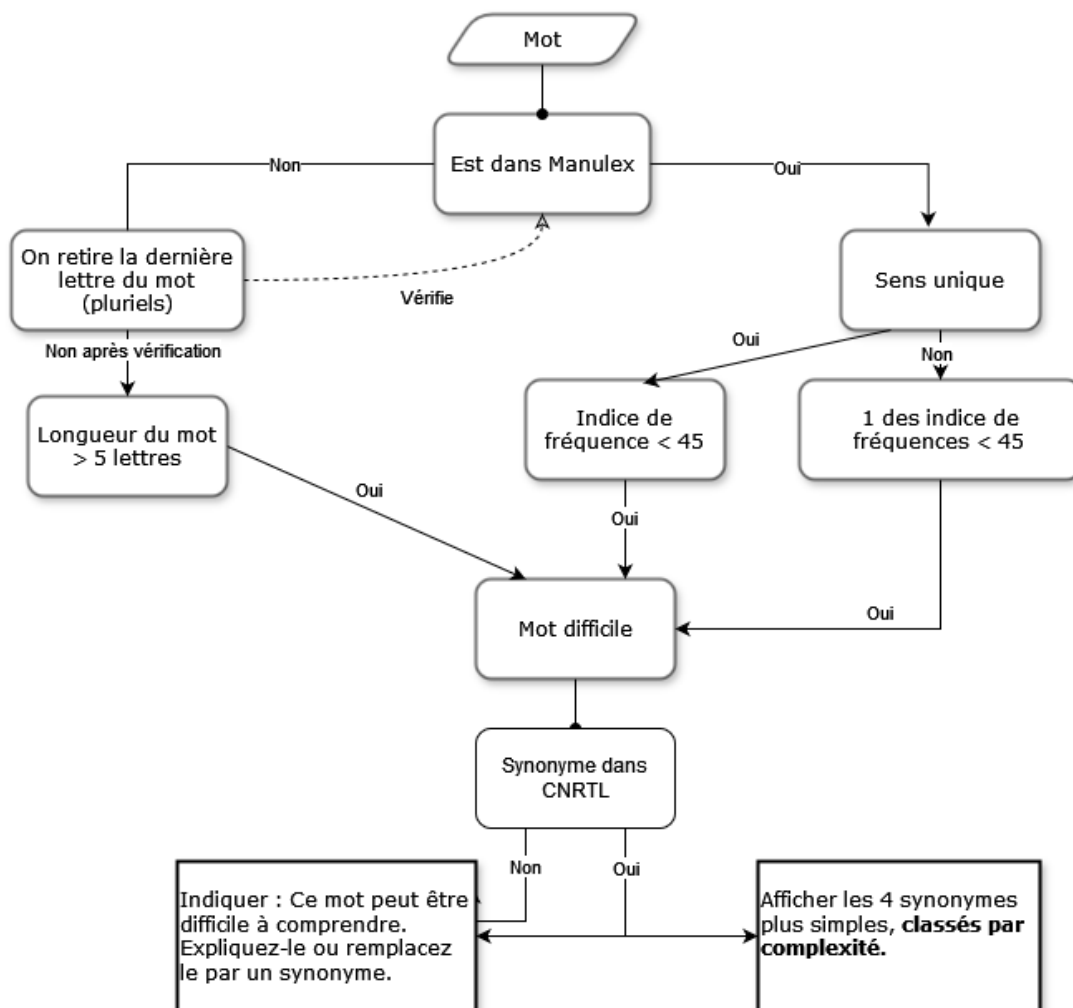 Mot
Est dans Manulex
Non
Oui
On retire la dernière
lettre du mot
(pluriels)
Vérifie
Sens unique
Non après vérification
Oui
Non
Longueur du mot
> 5 lettres
Indice de
fréquence < 45
1 des indice de
fréquences < 45
Oui
Oui
Oui
Mot difficile
Synonyme dans
CNRTL
Non
Oui
Indiquer : Ce mot peut être
difficile à comprendre.
Expliquez-le ou remplacez
le par un synonyme.
Afficher les 4 synonymes
plus simples, classés par
complexité.